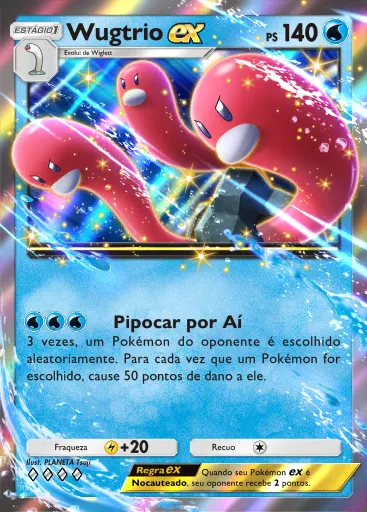 ESTÁGIO 1
Wugtrio ex PS 140
Evolui de Wiglett
Pipocar por Aí
3 vezes, um Pokémon do oponente é escolhido
aleatoriamente. Para cada vez que um Pokémon for
escolhido, cause 50 pontos de dano a ele.
Fraqueza +20 Recuo
Ilust. PLANETA Tsuji
Regra ex Quando seu Pokémon ex é
Nocauteado, seu oponente recebe 2 pontos.